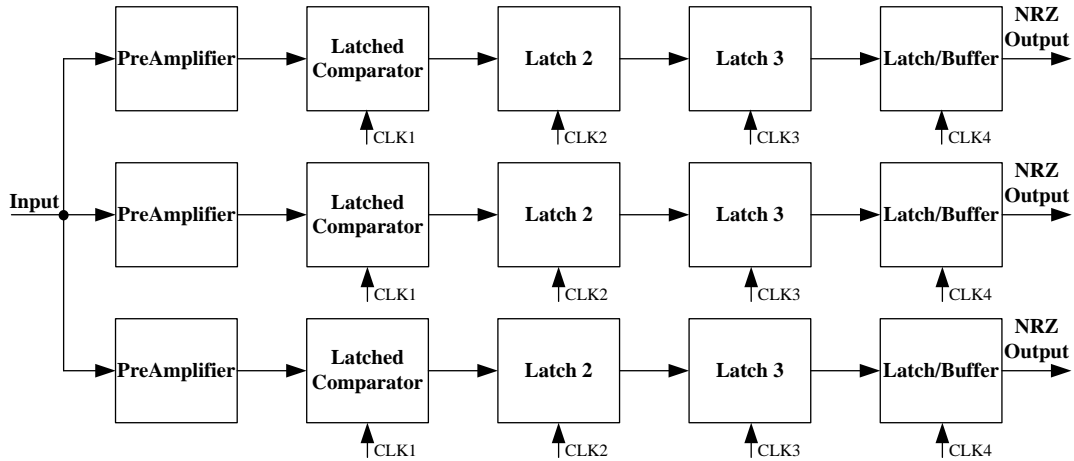 NRZ
Output
PreAmplifier
Latched
Comparator
Latch 2
Latch 3
Latch/Buffer
CLK1
CLK2
CLK3
CLK4
Input
NRZ
Output
PreAmplifier
Latched
Comparator
Latch 2
Latch 3
Latch/Buffer
CLK1
CLK2
CLK3
CLK4
NRZ
Output
PreAmplifier
Latched
Comparator
Latch 2
Latch 3
Latch/Buffer
CLK1
CLK2
CLK3
CLK4